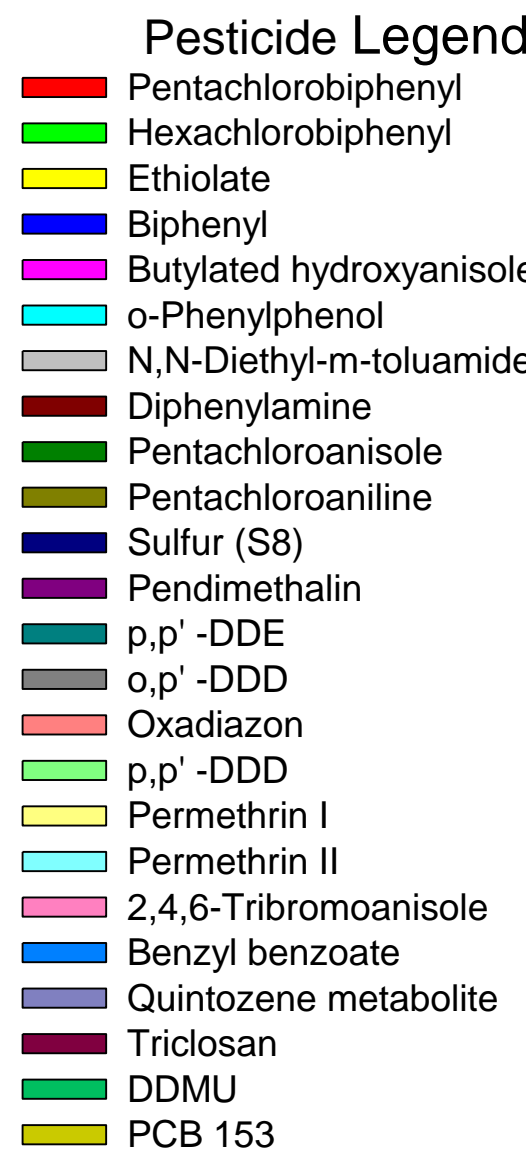 Pesticide Legend
Pentachlorobiphenyl
Hexachlorobiphenyl
Ethiolate
Biphenyl
Butylated hydroxyanisole
o-Phenylphenol
N,N-Diethyl-m-toluamide
Diphenylamine
Pentachloroanisole
Pentachloroaniline
Sulfur (S8)
Pendimethalin
p,p' -DDE
o,p' -DDD
Oxadiazon
p,p' -DDD
Permethrin I
Permethrin II
2,4,6-Tribromoanisole
Benzyl benzoate
Quintozene metabolite
Triclosan
DDMU
PCB 153